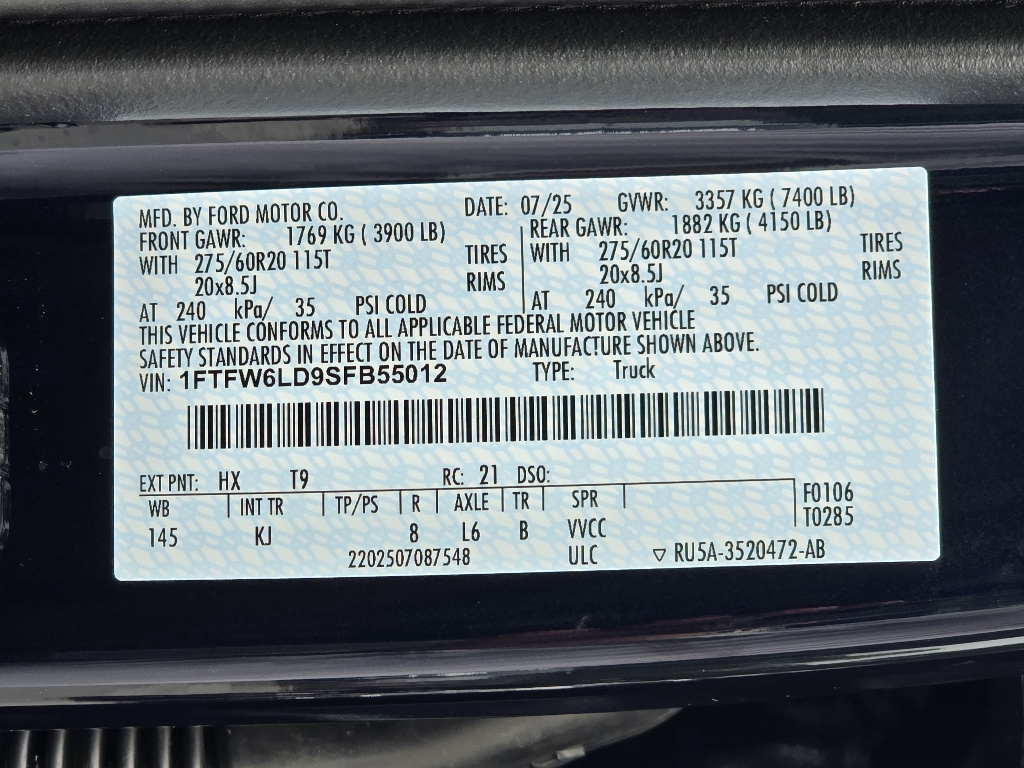 MFD. BY FORD MOTOR CO. DATE: 07/25 GVWR: 3357 KG ( 7400 LB)
FRONT GAWR: 1769 KG ( 3900 LB) REAR GAWR: 1882 KG ( 4150 LB)
WITH 275/60R20 115T TIRES WITH 275/60R20 115T TIRES
20x8.5J RIMS 20x8.5J RIMS
AT 240 kPa/ 35 PSI COLD AT 240 kPa/ 35 PSI COLD
THIS VEHICLE CONFORMS TO ALL APPLICABLE FEDERAL MOTOR VEHICLE
SAFETY STANDARDS IN EFFECT ON THE DATE OF MANUFACTURE SHOWN ABOVE.
VIN: 1FTFW6LD9SFB55012 TYPE: Truck
EXT PNT: HX T9 RC: 21 DSO:
WB INT TR TP/PS R AXLE TR SPR F0106
T0285
145 KJ 8 L6 B VVCC
2202507087548 ULC ▽ RU5A-3520472-AB